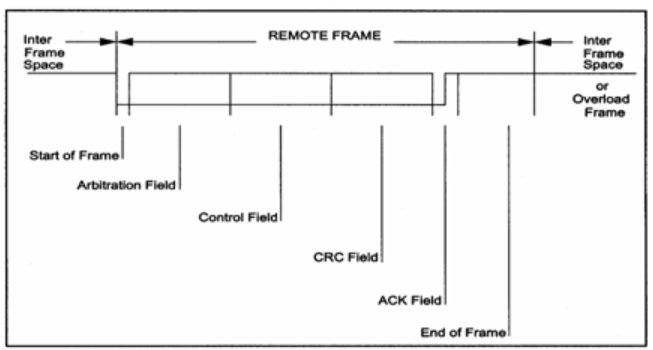 Inter
Frame
Space
REMOTE FRAME
Inter
Frame
Space
or
Overload
Frame
Start of Frame
Arbitration Field
Control Field
CRC Field
ACK Field
End of Frame